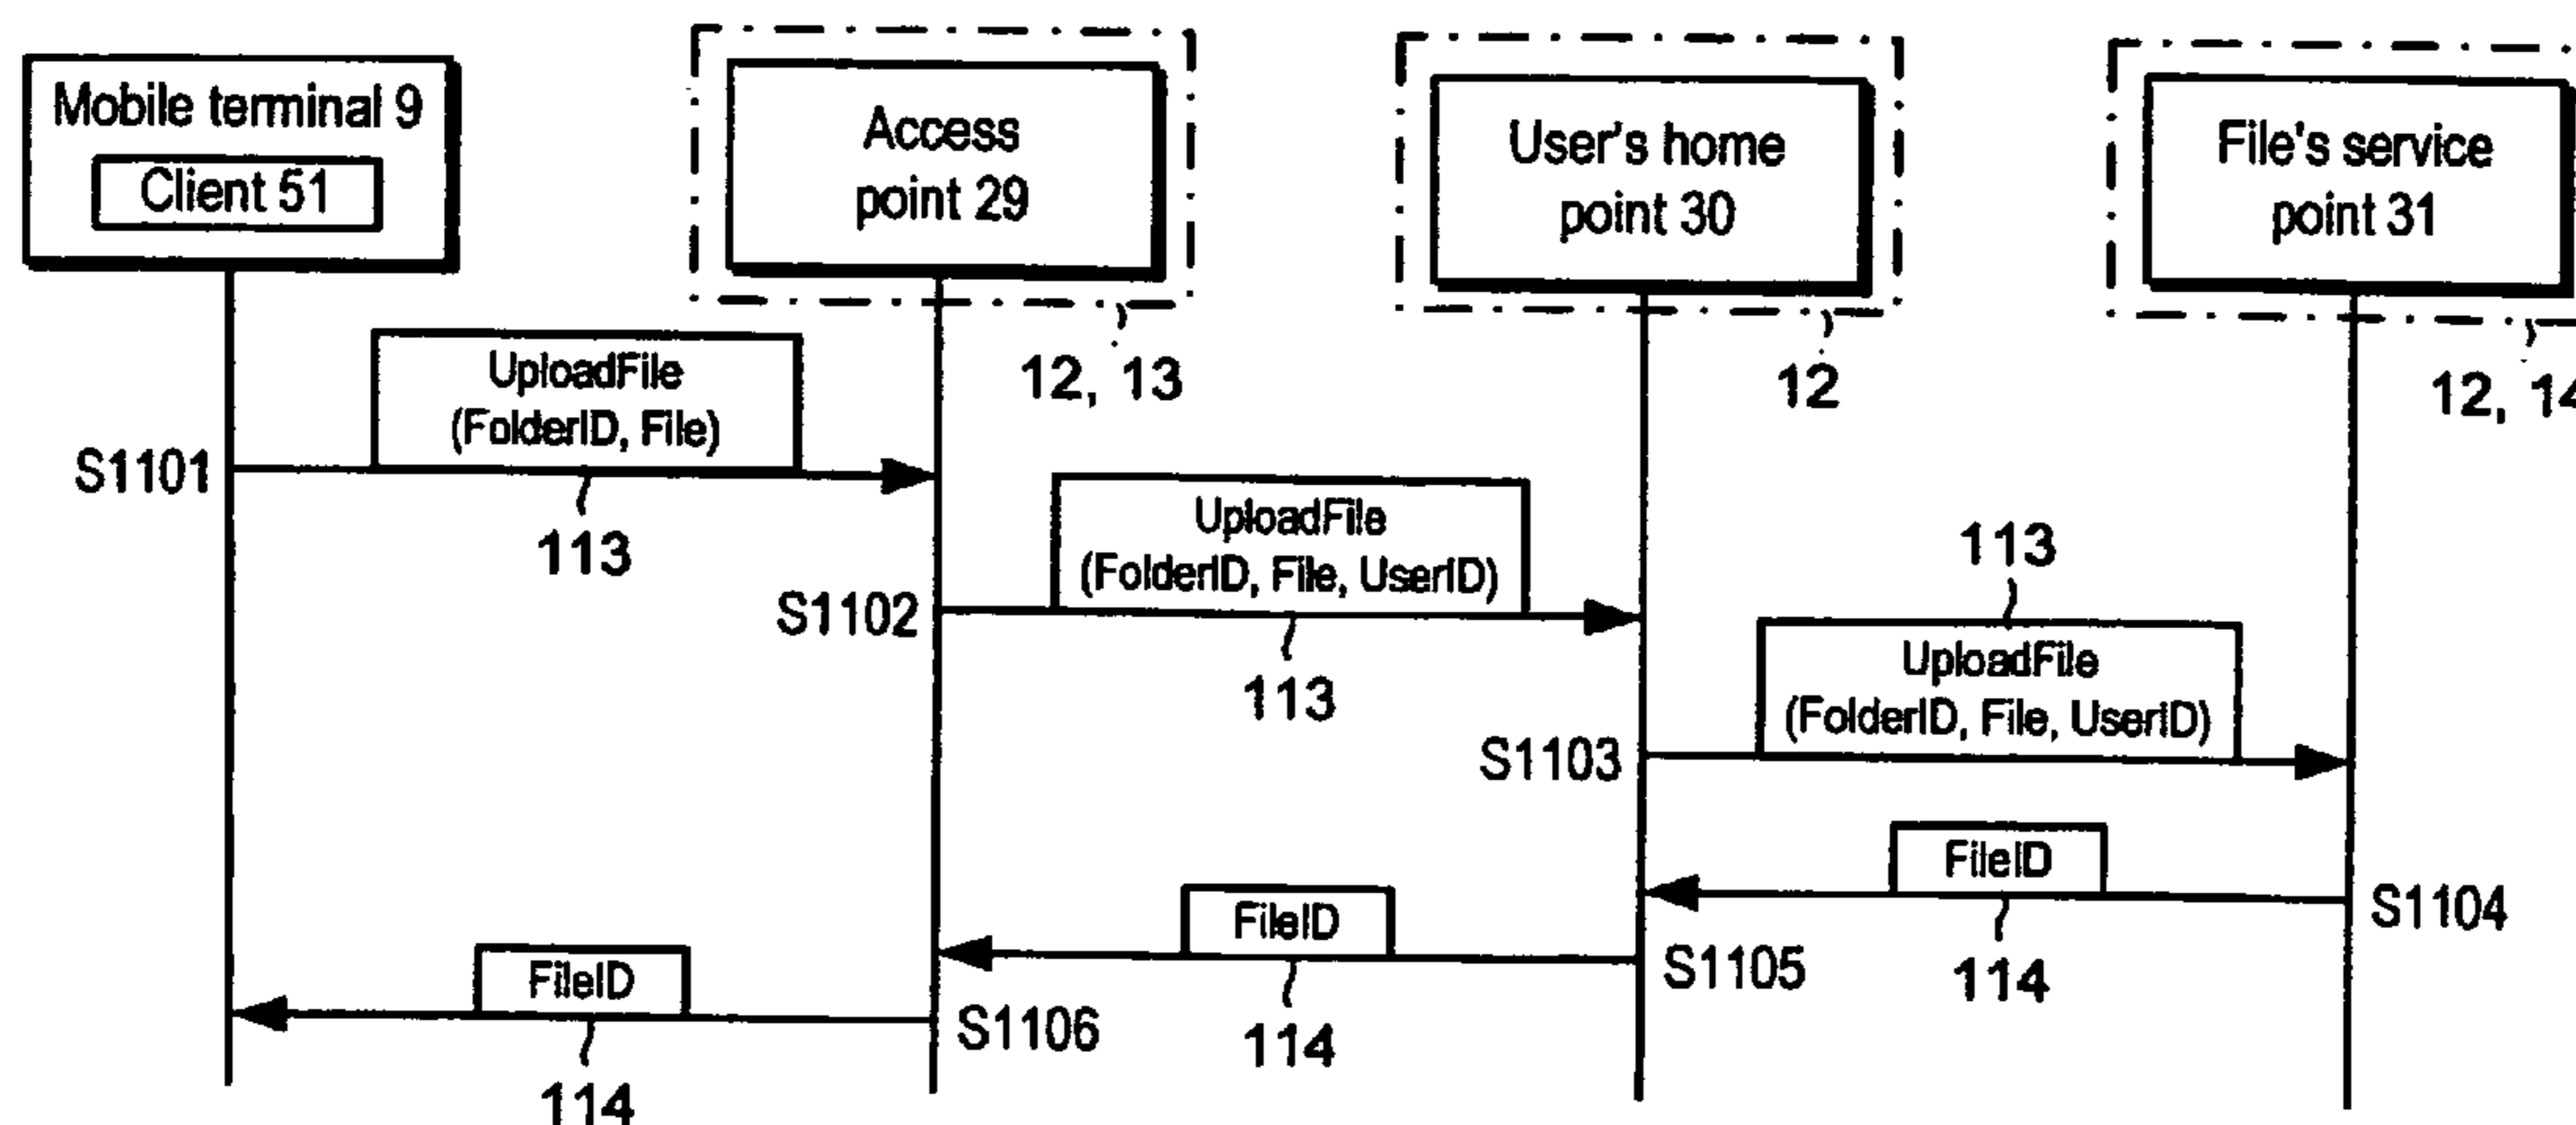 Mobile terminal 9
Client 51
Access
point 29
User's home
point 30
File's service
point 31
12, 13
12
12, 14
UploadFile
(FolderID, File)
S1101
113
UploadFile
(FolderID, File, UserID)
S1102
113
113
UploadFile
(FolderID, File, UserID)
S1103
FileID
S1104
114
FileID
S1105
114
FileID
S1106
114